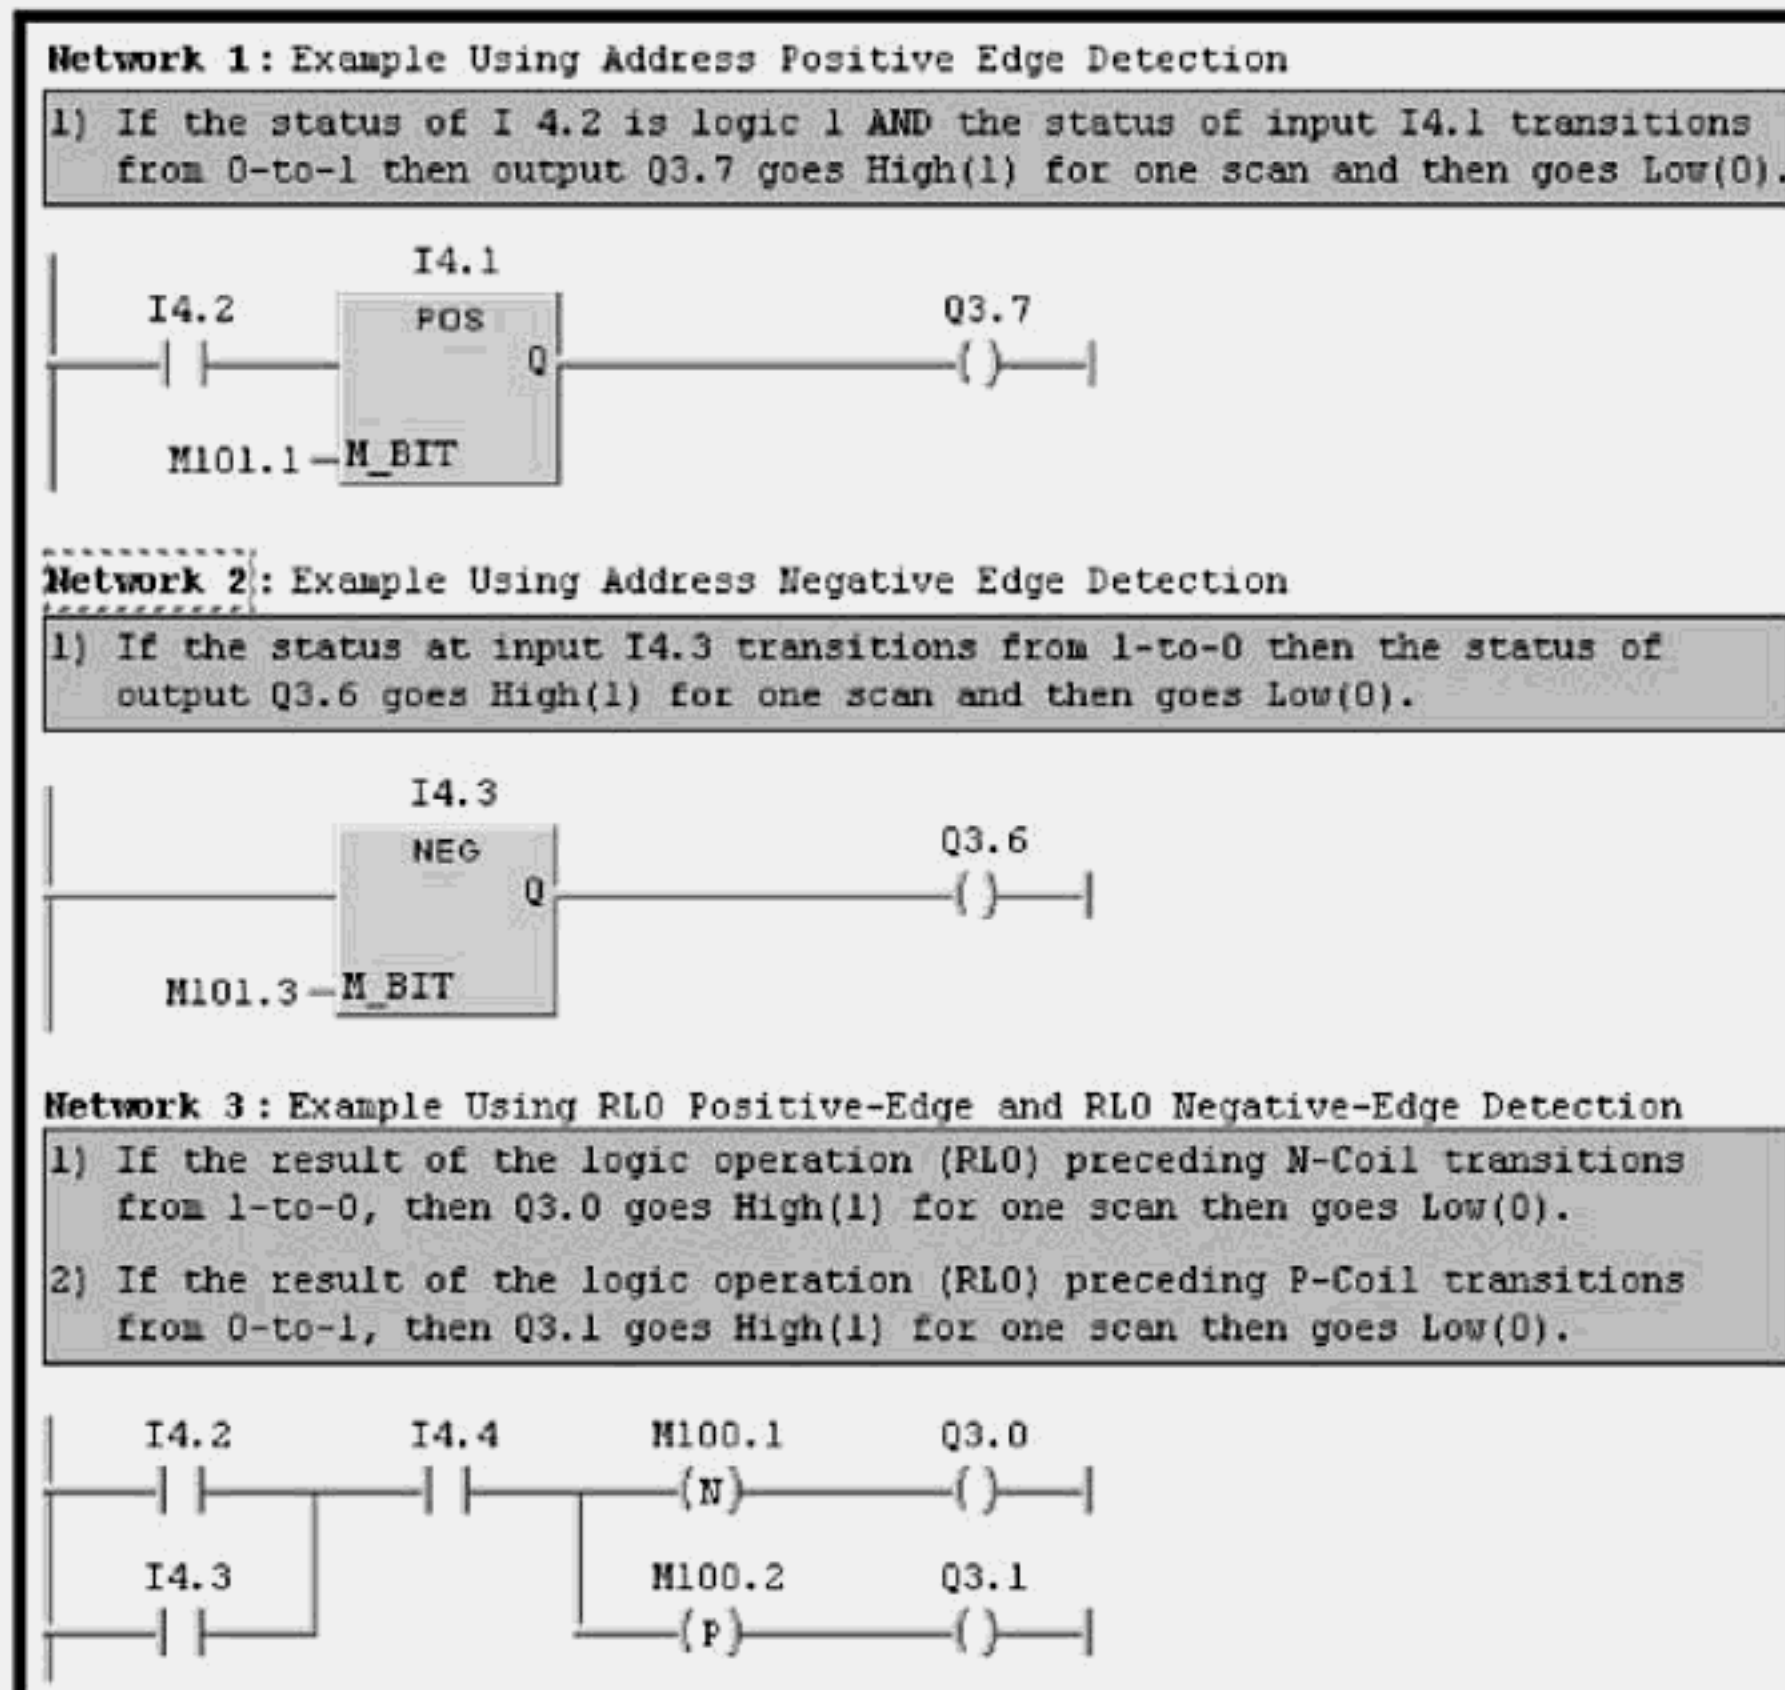 Network 1: Example Using Address Positive Edge Detection
1) If the status of I 4.2 is logic 1 AND the status of input I4.1 transitions
from 0-to-1 then output Q3.7 goes High(1) for one scan and then goes Low(0).
I4.1
I4.2
POS
Q3.7
Q
M101.1
M_BIT
Network 2: Example Using Address Negative Edge Detection
1) If the status at input I4.3 transitions from 1-to-0 then the status of
output Q3.6 goes High(1) for one scan and then goes Low(0).
I4.3
NEG
Q3.6
Q
M101.3
M_BIT
Network 3: Example Using RLO Positive-Edge and RLO Negative-Edge Detection
1) If the result of the logic operation (RLO) preceding N-Coil transitions
from 1-to-0, then Q3.0 goes High(1) for one scan then goes Low(0).
2) If the result of the logic operation (RLO) preceding P-Coil transitions
from 0-to-1, then Q3.1 goes High(1) for one scan then goes Low(0).
I4.2 I4.4 M100.1 Q3.0
(N) ( )
I4.3 M100.2 Q3.1
(P) ( )